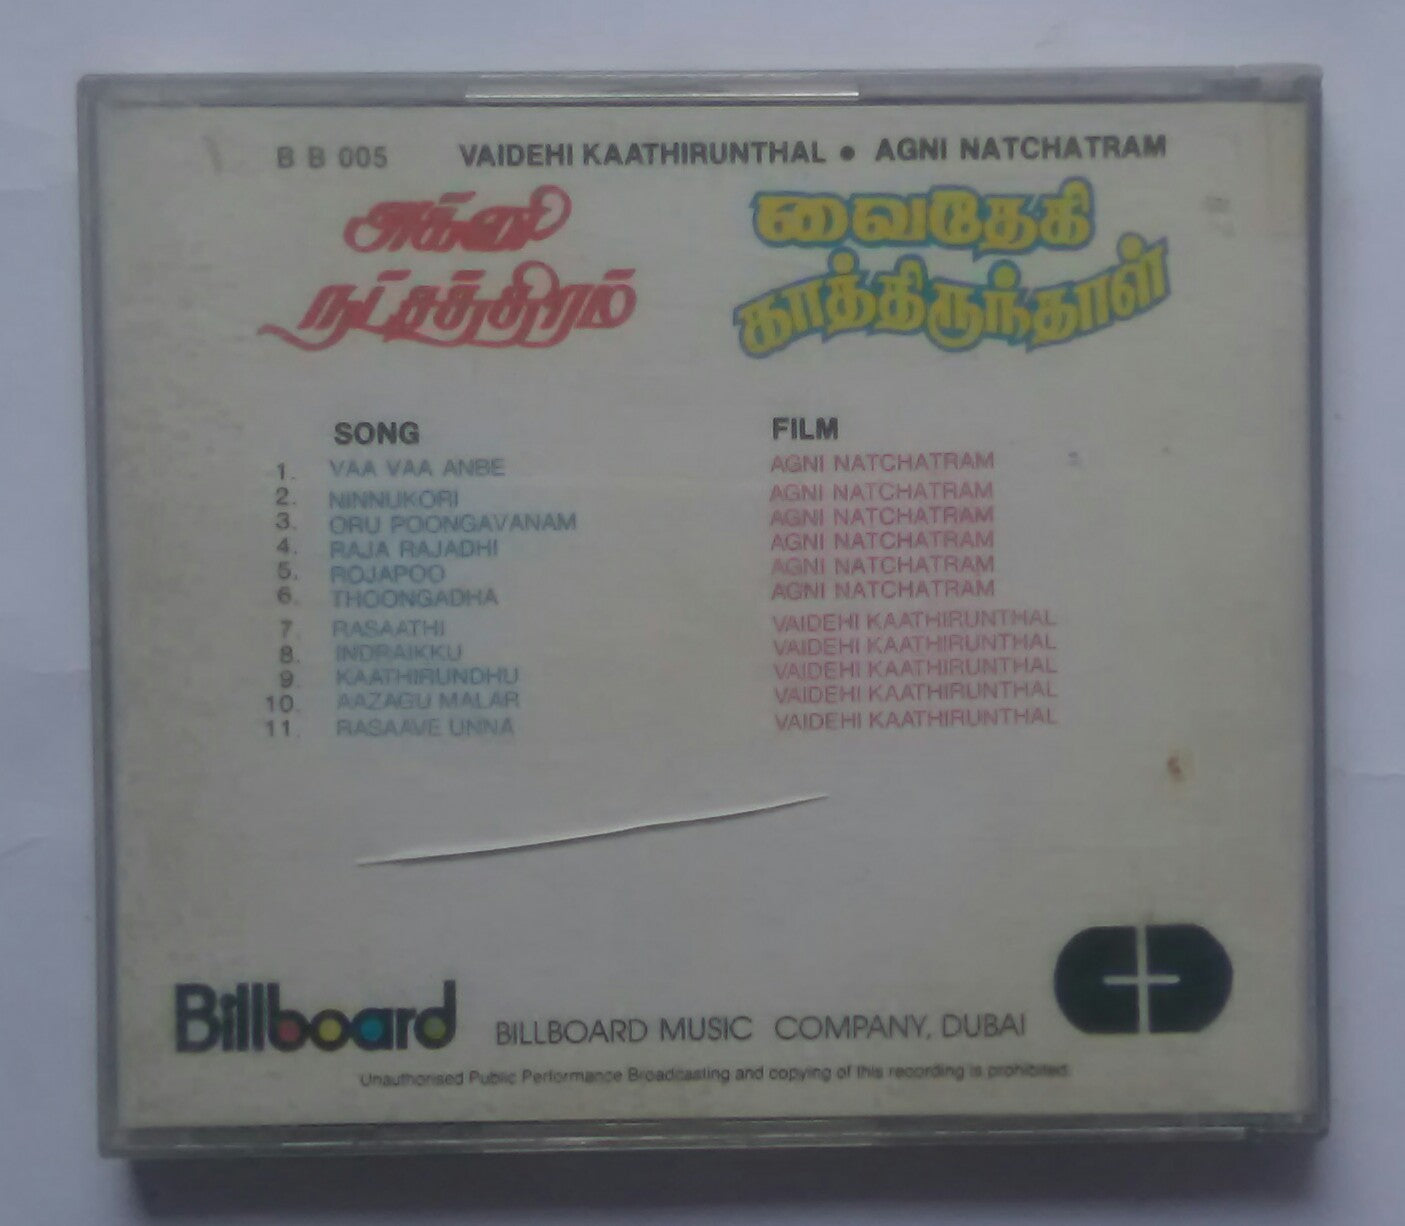 B B 005 VAIDEHI KAATHIRUNTHAL • AGNI NATCHATRAM
அக்னி நட்சத்திரம்
வைதேகி காத்திருந்தாள்
SONG FILM
1. VAA VAA ANBE AGNI NATCHATRAM
2. NINNUKORI AGNI NATCHATRAM
3. ORU POONGAVANAM AGNI NATCHATRAM
4. RAJA RAJADHI AGNI NATCHATRAM
5. ROJAPOO AGNI NATCHATRAM
6. THOONGADHA AGNI NATCHATRAM
7. RASAATHI VAIDEHI KAATHIRUNTHAL
8. INDRAIKKU VAIDEHI KAATHIRUNTHAL
9. KAATHIRUNDHU VAIDEHI KAATHIRUNTHAL
10. AAZAGU MALAR VAIDEHI KAATHIRUNTHAL
11. RASAAVE UNNA VAIDEHI KAATHIRUNTHAL
Billboard BILLBOARD MUSIC COMPANY, DUBAI CD
Unauthorised Public Performance Broadcasting and copying of this recording is prohibited.